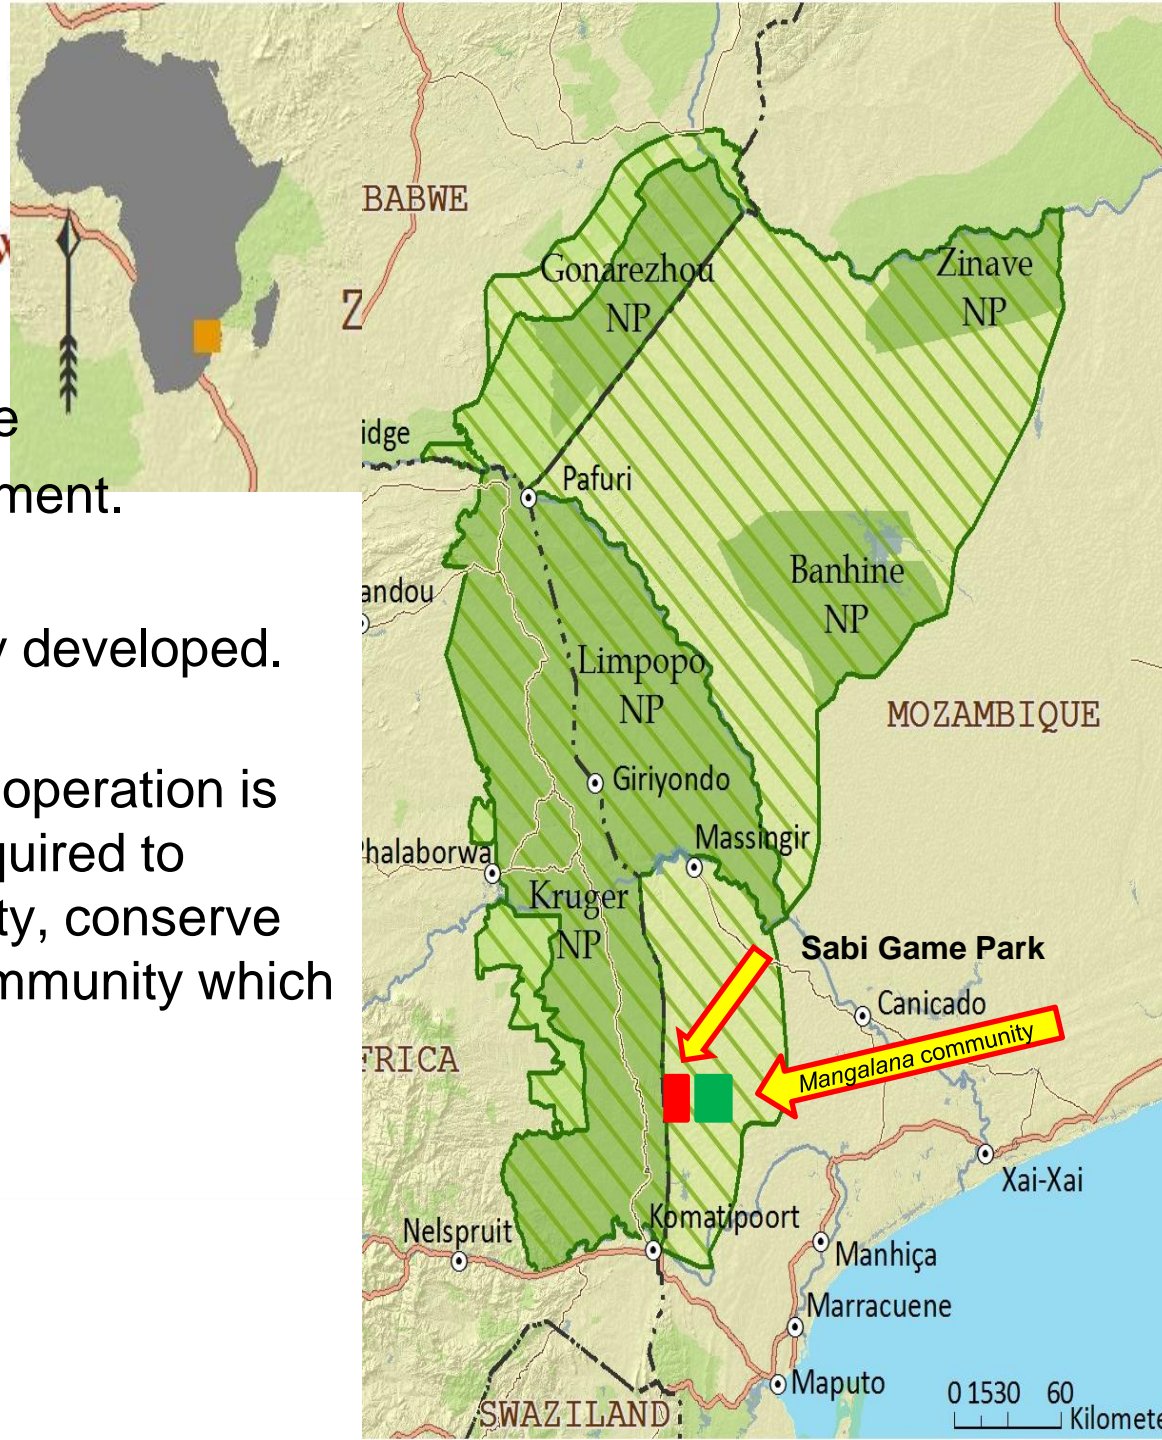 BABWE
Z
y
Gonarezhou
NP
Zinave
NP
e
idge
ment.
Pafuri
Banhine
NP
andou
y developed.
Limpopo
NP
MOZAMBIQUE
operation is
Giriyondo
quired to
Massingir
halaborwa
Kruger
NP
ty, conserve
Sabi Game Park
mmunity which
Canicado
Mangalana community
FRICA
Xai-Xai
Komatipoort
Nelspruit
Manhiça
Marracuene
Maputo
0 1530 60
Kilomete
SWAZILAND